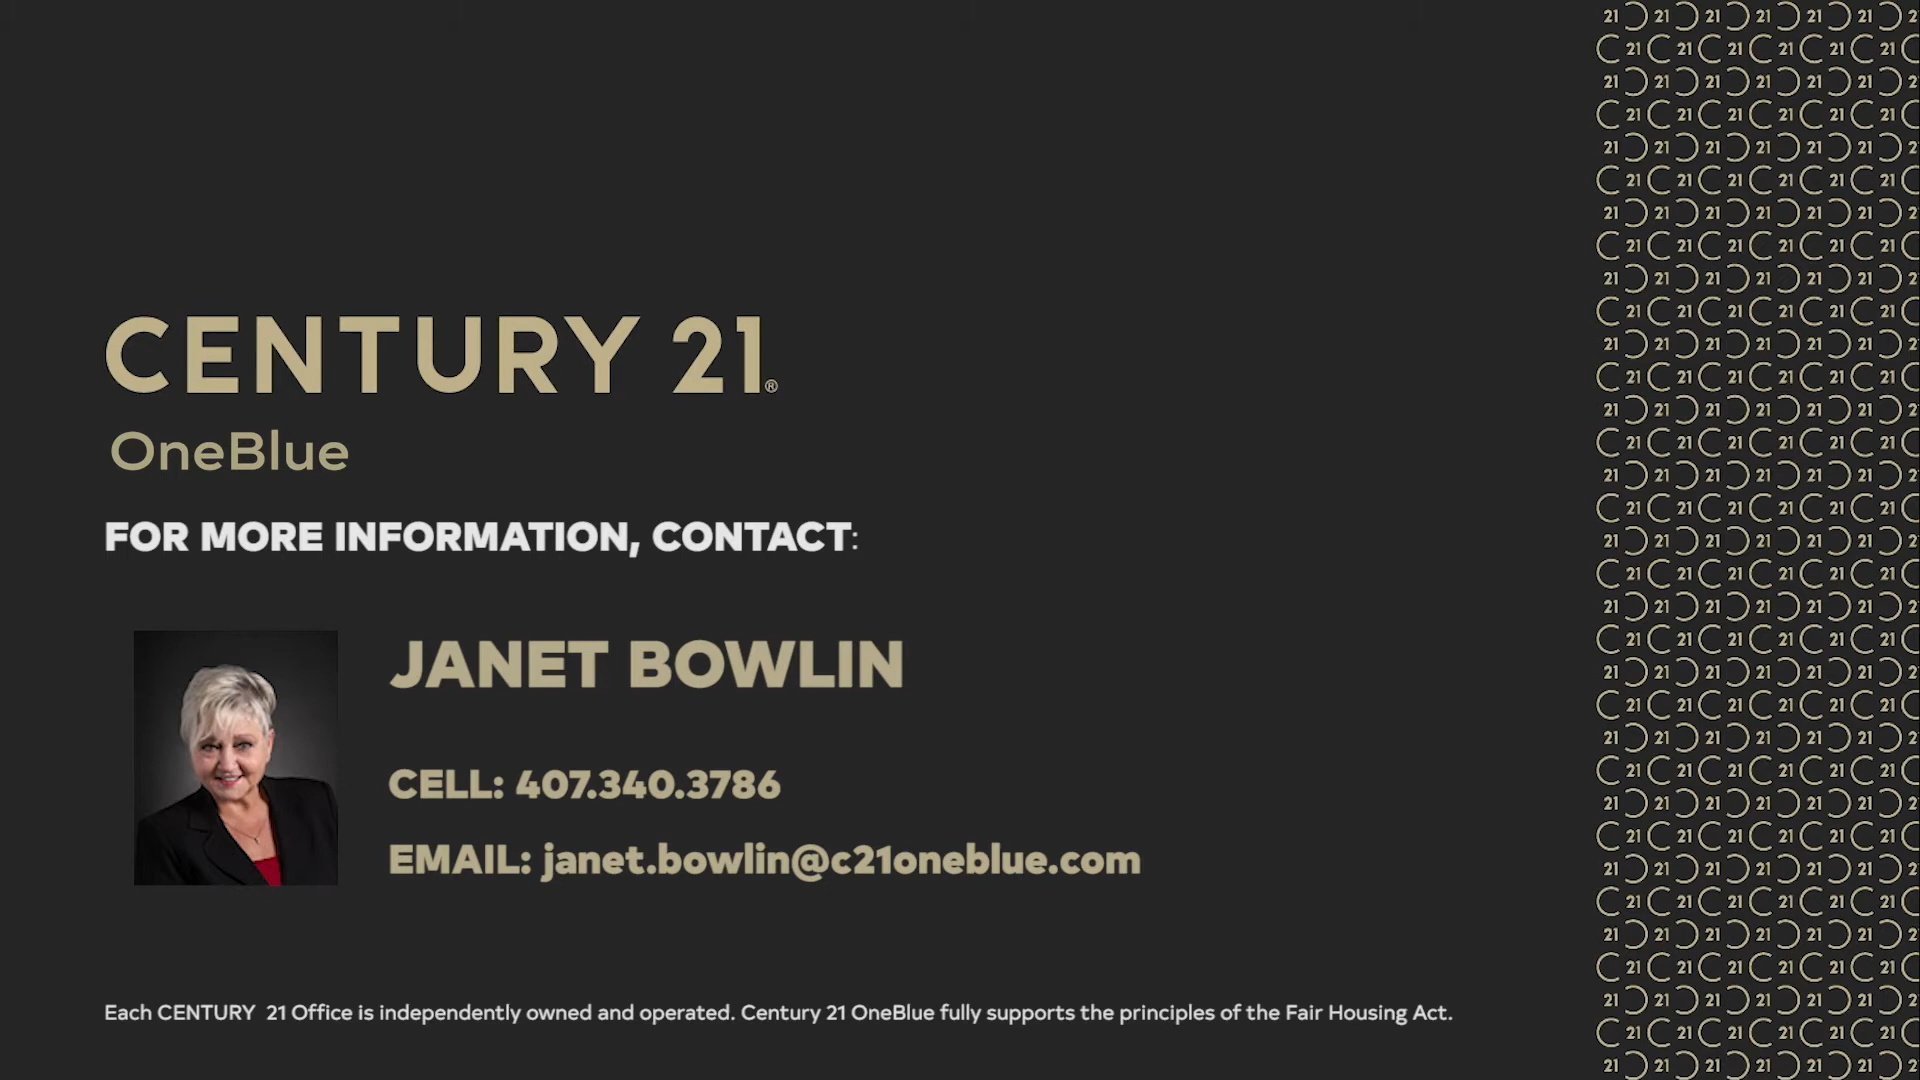 CENTURY 21®
OneBlue
FOR MORE INFORMATION, CONTACT:
JANET BOWLIN
CELL: 407.340.3786
EMAIL: janet.bowlin@c21oneblue.com
Each CENTURY 21 Office is independently owned and operated. Century 21 OneBlue fully supports the principles of the Fair Housing Act.